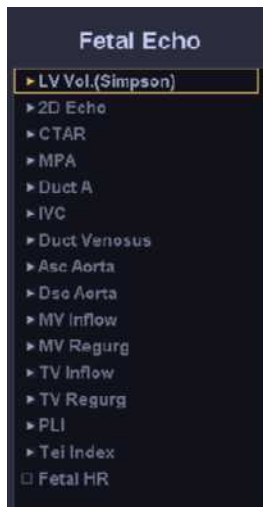 Fetal Echo
LV Vol.(Simpson)
2D Echo
CTAR
MPA
Duct A
IVC
Duct Venosus
Asc Aorta
Dsc Aorta
MV Inflow
MV Regurg
TV Inflow
TV Regurg
PLI
Tei Index
Fetal HR